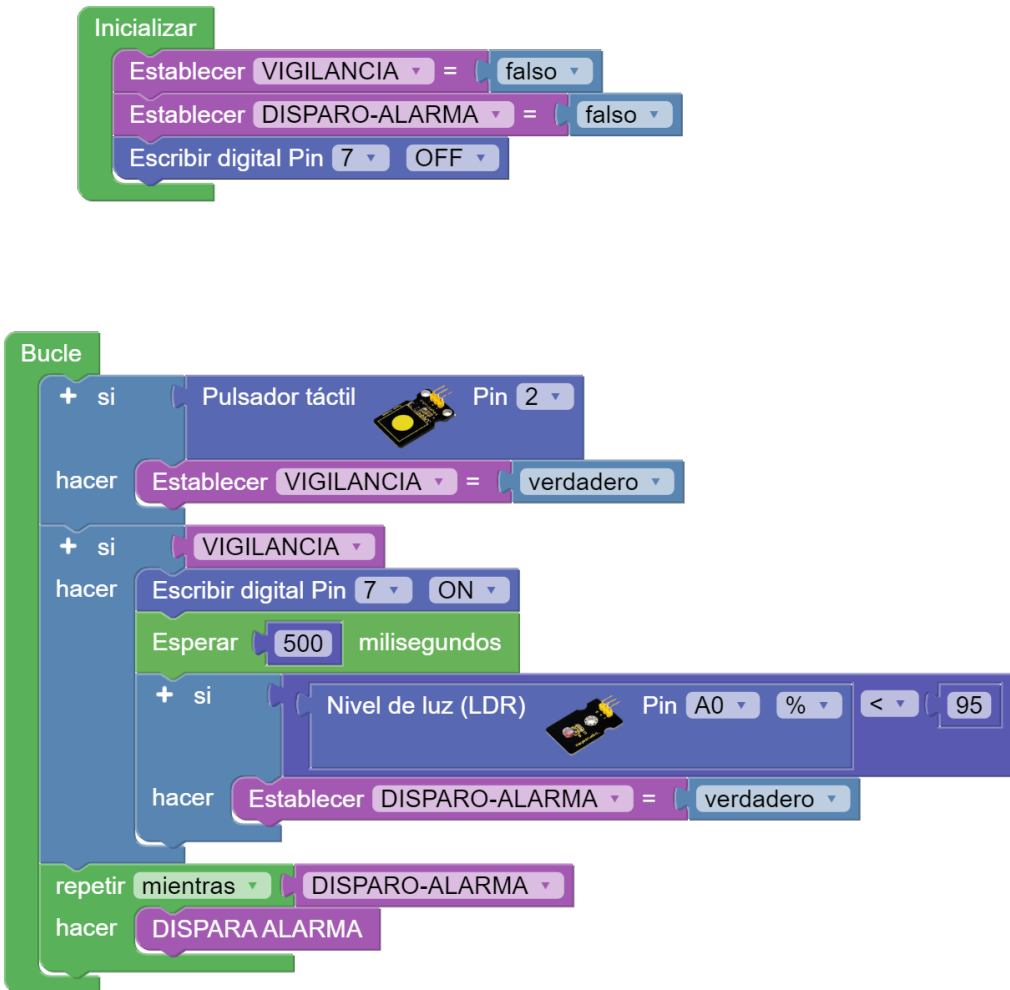 Inicializar
Establecer VIGILANCIA = falso
Establecer DISPARO-ALARMA = falso
Escribir digital Pin 7 OFF
Bucle
+ si Pulsador táctil Pin 2
hacer Establecer VIGILANCIA = verdadero
+ si VIGILANCIA
hacer Escribir digital Pin 7 ON
Esperar 500 milisegundos
+ si Nivel de luz (LDR) Pin A0 % < 95
hacer Establecer DISPARO-ALARMA = verdadero
repetir mientras DISPARO-ALARMA
hacer DISPARA ALARMA